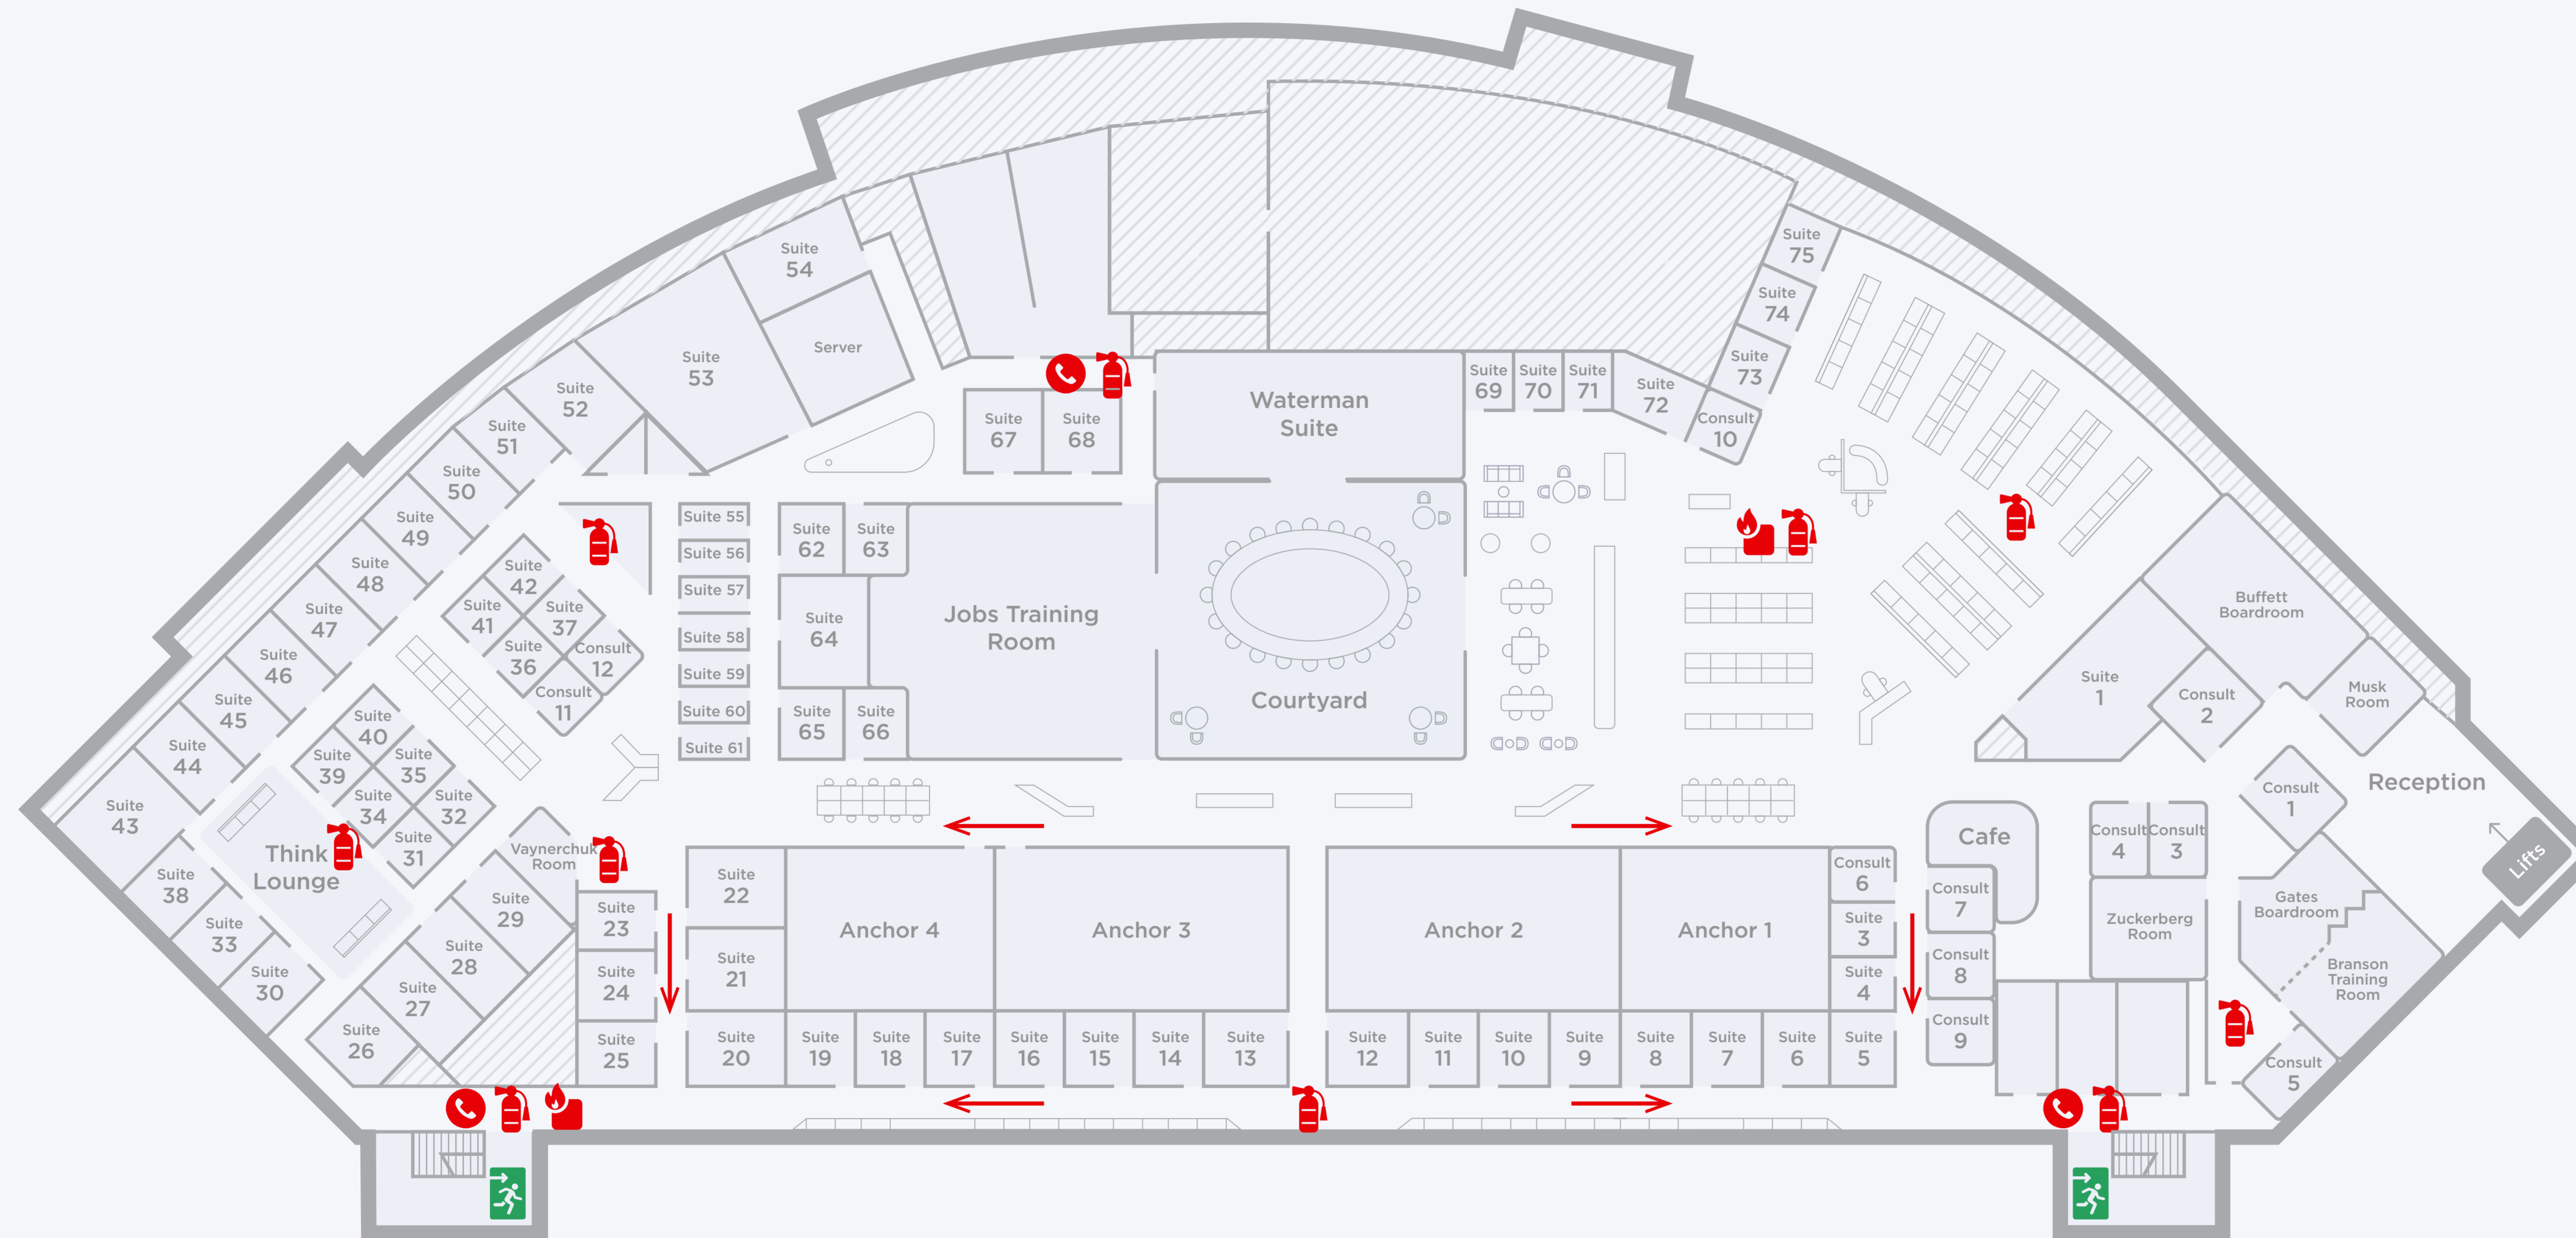 Suite
75
Suite
54
Suite
74
Server
Suite
53
Suite
73
Suite
69
Suite
70
Suite
71
Suite
72
Consult
10
Waterman
Suite
Suite
52
Suite
51
Suite
67
Suite
68
Suite
50
Suite
49
Suite 55
Suite 56
Suite 57
Suite 58
Suite 59
Suite 60
Suite 61
Suite
62
Suite
63
Suite
64
Suite
65
Suite
66
Jobs Training
Room
Courtyard
Suite
48
Suite
47
Suite
46
Suite
45
Suite
44
Suite
43
Suite
42
Suite
41
Suite
37
Suite
36
Consult
12
Consult
11
Suite
40
Suite
39
Suite
35
Suite
34
Suite
32
Suite
31
Think
Lounge
Suite
38
Suite
33
Suite
30
Vaynerchuk
Room
Suite
29
Suite
28
Suite
27
Suite
26
Suite
23
Suite
24
Suite
25
Suite
22
Suite
21
Suite
20
Anchor 4
Anchor 3
Anchor 2
Anchor 1
Suite
19
Suite
18
Suite
17
Suite
16
Suite
15
Suite
14
Suite
13
Suite
12
Suite
11
Suite
10
Suite
9
Suite
8
Suite
7
Suite
6
Suite
5
Consult
6
Suite
3
Suite
4
Cafe
Consult
7
Consult
8
Consult
9
Consult
4
Consult
3
Zuckerberg
Room
Buffett
Boardroom
Suite
1
Consult
2
Musk
Room
Reception
Consult
1
Lifts
Gates
Boardroom
Branson
Training
Room
Consult
5